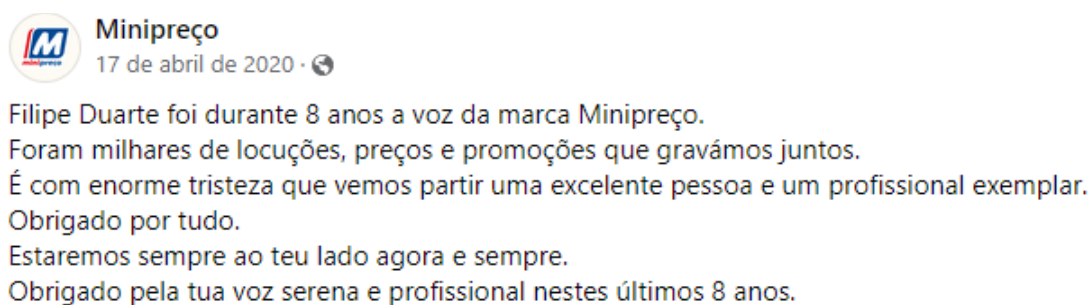 Minipreço
minipreço
17 de abril de 2020 ·
Filipe Duarte foi durante 8 anos a voz da marca Minipreço.
Foram milhares de locuções, preços e promoções que gravámos juntos.
É com enorme tristeza que vemos partir uma excelente pessoa e um profissional exemplar.
Obrigado por tudo.
Estaremos sempre ao teu lado agora e sempre.
Obrigado pela tua voz serena e profissional nestes últimos 8 anos.